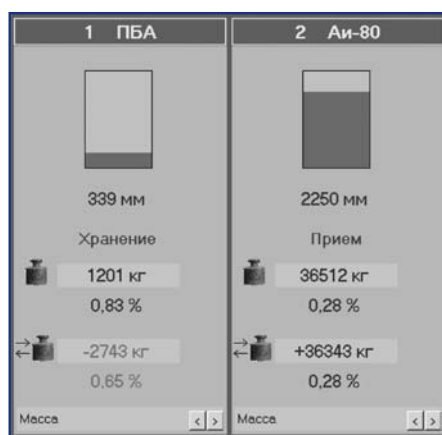 1 ПБА
339 мм
Хранение
1201 кг
0,83 %
-2743 кг
0,65 %
Масса
2 Аи-80
2250 мм
Прием
36512 кг
0,28 %
+36343 кг
0,28 %
Масса